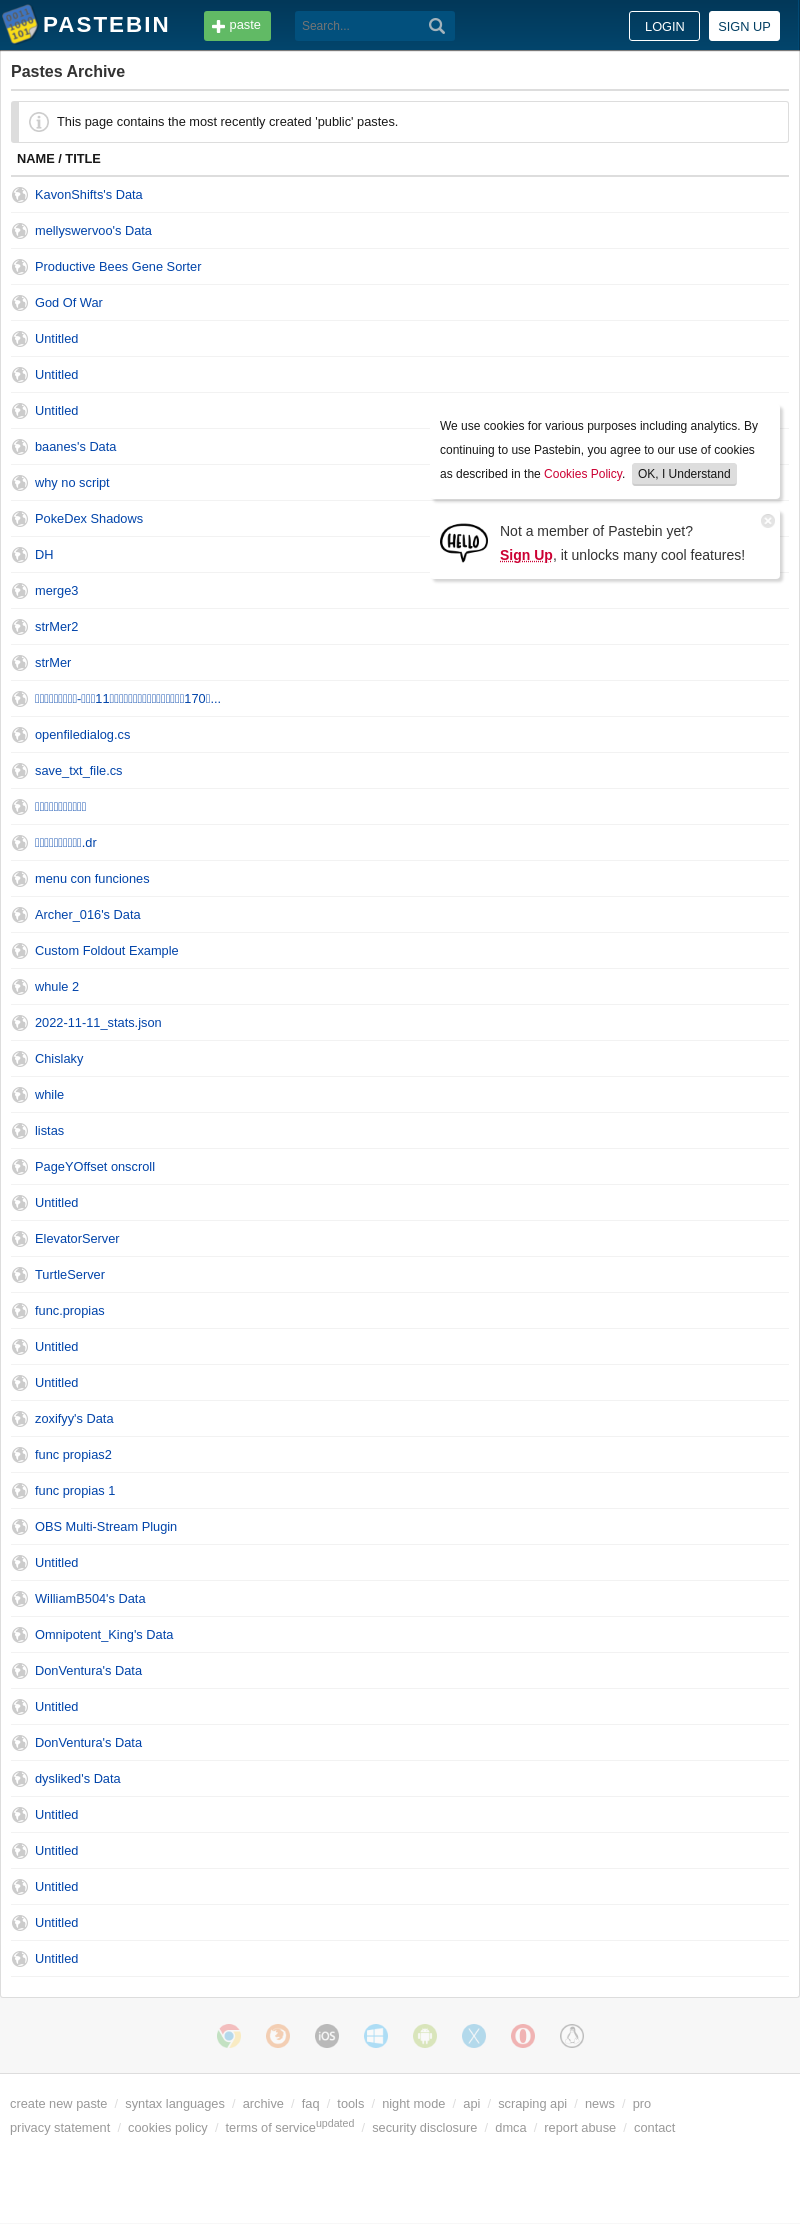 PASTEBIN
paste
Search...
LOGIN
SIGN UP
Pastes Archive
This page contains the most recently created 'public' pastes.
NAME / TITLE
KavonShifts's Data
mellyswervoo's Data
Productive Bees Gene Sorter
God Of War
Untitled
Untitled
Untitled
We use cookies for various purposes including analytics. By
continuing to use Pastebin, you agree to our use of cookies
as described in the Cookies Policy. OK, I Understand
baanes's Data
why no script
PokeDex Shadows
Not a member of Pastebin yet?
HELLO
Sign Up, it unlocks many cool features!
DH
merge3
strMer2
strMer
-11170...
openfiledialog.cs
save_txt_file.cs
.dr
menu con funciones
Archer_016's Data
Custom Foldout Example
whule 2
2022-11-11_stats.json
Chislaky
while
listas
PageYOffset onscroll
Untitled
ElevatorServer
TurtleServer
func.propias
Untitled
Untitled
zoxifyy's Data
func propias2
func propias 1
OBS Multi-Stream Plugin
Untitled
WilliamB504's Data
Omnipotent_King's Data
DonVentura's Data
Untitled
DonVentura's Data
dysliked's Data
Untitled
Untitled
Untitled
Untitled
Untitled
iOS
create new paste / syntax languages / archive / faq / tools / night mode / api / scraping api / news / pro
privacy statement / cookies policy / terms of service updated / security disclosure / dmca / report abuse / contact